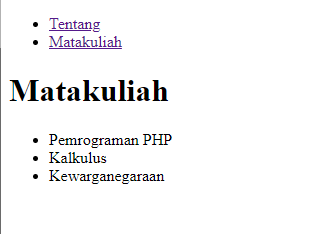 Tentang
Matakuliah
Matakuliah
Pemrograman PHP
Kalkulus
Kewarganegaraan